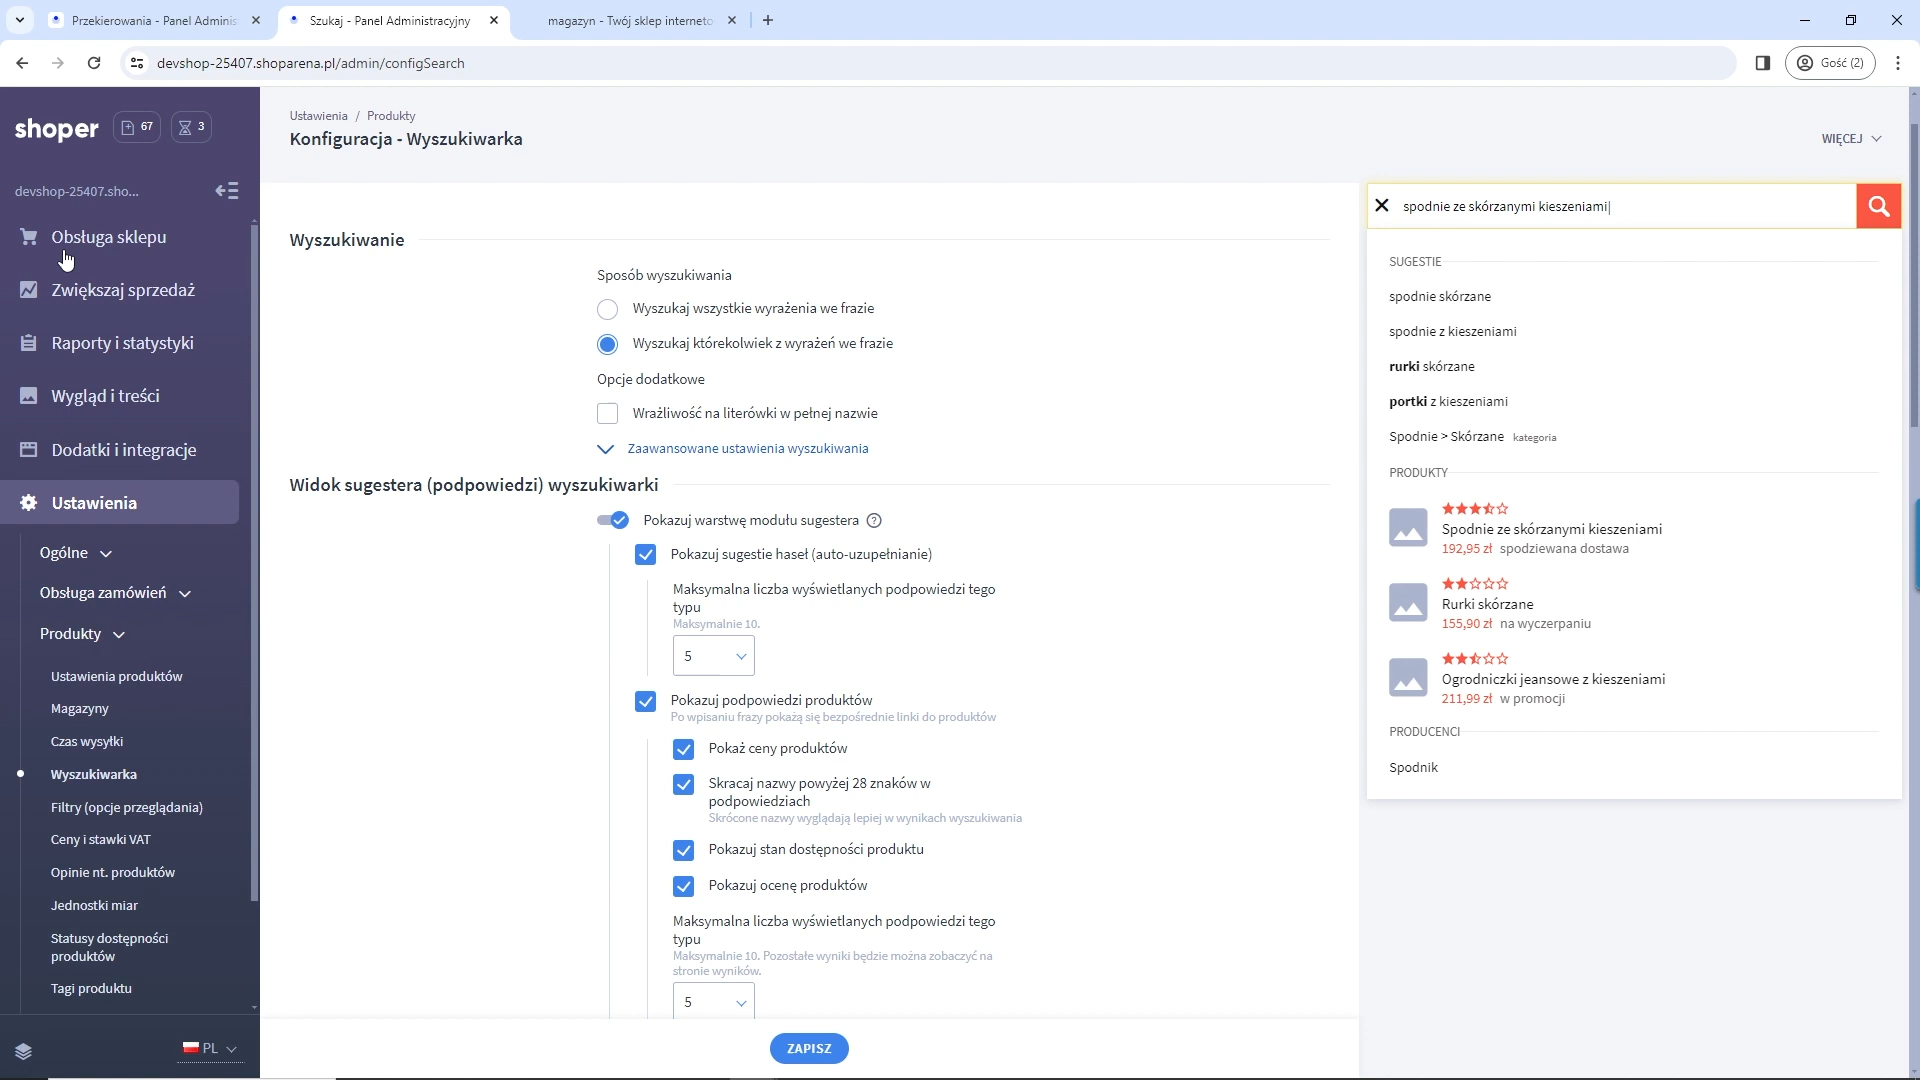 Przekierowania - Panel Adminis
Szukaj - Panel Administracyjny
magazyn - Twój sklep interneto
devshop-25407.shoparena.pl/admin/configSearch
Gość (2)
shoper
67
3
devshop-25407.sho...
Obsługa sklepu
Zwiększaj sprzedaż
Raporty i statystyki
Wygląd i treści
Dodatki i integracje
Ustawienia
Ogólne
Obsługa zamówień
Produkty
Ustawienia produktów
Magazyny
Czas wysyłki
Wyszukiwarka
Filtry (opcje przeglądania)
Ceny i stawki VAT
Opinie nt. produktów
Jednostki miar
Statusy dostępności
produktów
Tagi produktu
PL
Ustawienia / Produkty
Konfiguracja - Wyszukiwarka
WIĘCEJ
Wyszukiwanie
Sposób wyszukiwania
Wyszukaj wszystkie wyrażenia we frazie
Wyszukaj którekolwiek z wyrażeń we frazie
Opcje dodatkowe
Wrażliwość na literówki w pełnej nazwie
Zaawansowane ustawienia wyszukiwania
Widok sugestera (podpowiedzi) wyszukiwarki
Pokazuj warstwę modułu sugestera ?
Pokazuj sugestie haseł (auto-uzupełnianie)
Maksymalna liczba wyświetlanych podpowiedzi tego
typu
Maksymalnie 10.
5
Pokazuj podpowiedzi produktów
Po wpisaniu frazy pokażą się bezpośrednie linki do produktów
Pokaż ceny produktów
Skracaj nazwy powyżej 28 znaków w
podpowiedziach
Skrócone nazwy wyglądają lepiej w wynikach wyszukiwania
Pokazuj stan dostępności produktu
Pokazuj ocenę produktów
Maksymalna liczba wyświetlanych podpowiedzi tego
typu
Maksymalnie 10. Pozostałe wyniki będzie można zobaczyć na
stronie wyników.
5
ZAPISZ
spodnie ze skórzanymi kieszeniami
SUGESTIE
spodnie skórzane
spodnie z kieszeniami
rurki skórzane
portki z kieszeniami
Spodnie > Skórzane kategoria
PRODUKTY
Spodnie ze skórzanymi kieszeniami
192,95 zł spodziewana dostawa
Rurki skórzane
155,90 zł na wyczerpaniu
Ogrodniczki jeansowe z kieszeniami
211,99 zł w promocji
PRODUCENCI
Spodnik